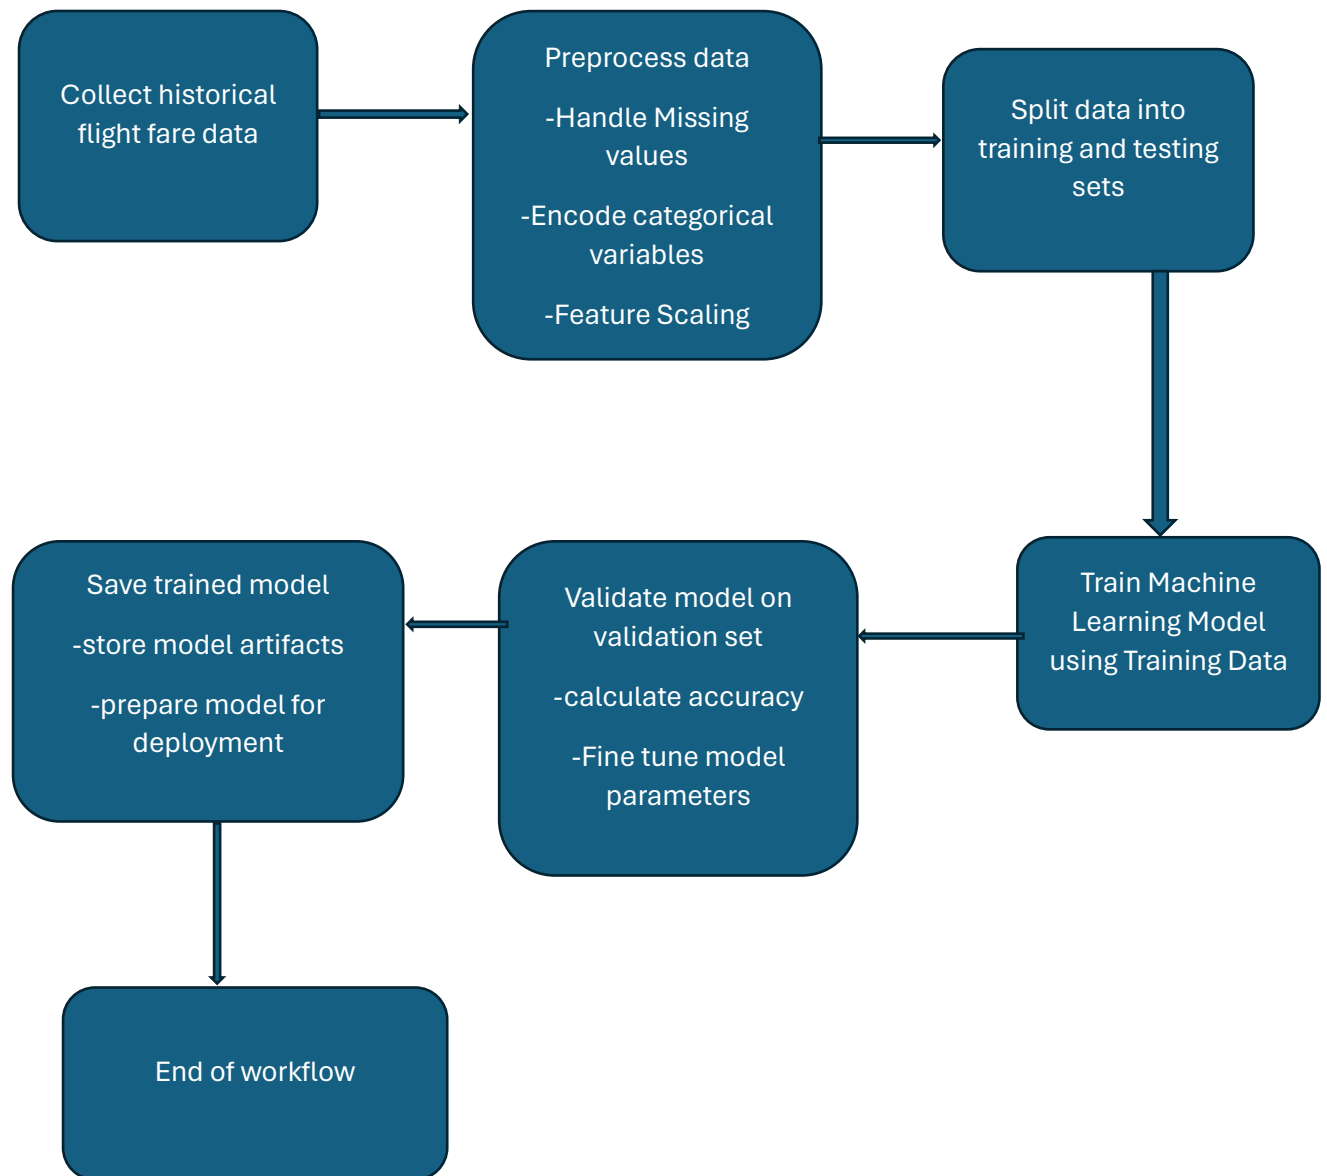 Collect historical
flight fare data
Preprocess data
-Handle Missing
values
-Encode categorical
variables
-Feature Scaling
Split data into
training and testing
sets
Train Machine
Learning Model
using Training Data
Validate model on
validation set
-calculate accuracy
-Fine tune model
parameters
Save trained model
-store model artifacts
-prepare model for
deployment
End of workflow